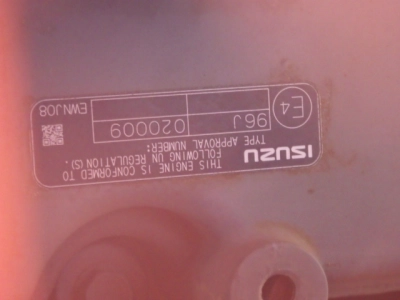 ISUZU
THIS ENGINE IS CONFORMED TO
FOLLOWING UN REGULATION(S).
TYPE APPROVAL NUMBER:
E4
96J 020009
EWNJ08